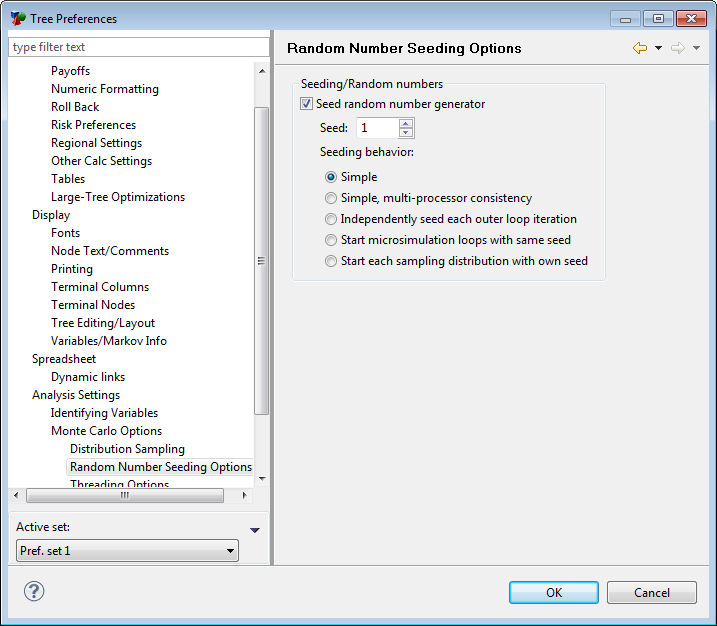 Tree Preferences
type filter text
Payoffs
Numeric Formatting
Roll Back
Risk Preferences
Regional Settings
Other Calc Settings
Tables
Large-Tree Optimizations
Display
Fonts
Node Text/Comments
Printing
Terminal Columns
Terminal Nodes
Tree Editing/Layout
Variables/Markov Info
Spreadsheet
Dynamic links
Analysis Settings
Identifying Variables
Monte Carlo Options
Distribution Sampling
Random Number Seeding Options
Threading Options
Active set:
Pref. set 1
Random Number Seeding Options
Seeding/Random numbers
Seed random number generator
Seed: 1
Seeding behavior:
Simple
Simple, multi-processor consistency
Independently seed each outer loop iteration
Start microsimulation loops with same seed
Start each sampling distribution with own seed
?
OK
Cancel